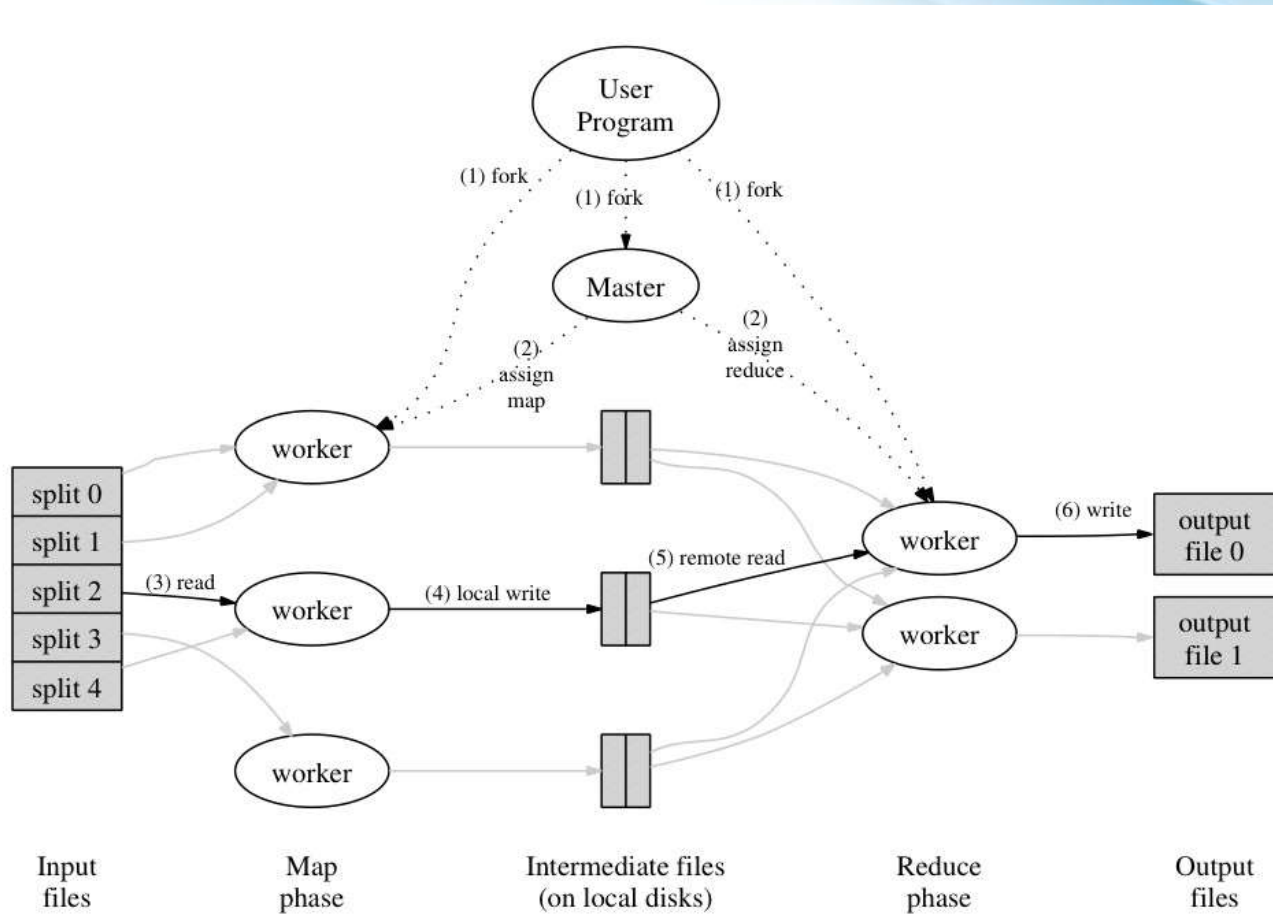 User
Program
(1) fork
(1) fork
(1) fork
Master
(2)
assign
map
(2)
assign
reduce
worker
split 0
split 1
split 2
split 3
split 4
(3) read
worker
(4) local write
(5) remote read
worker
(6) write
output
file 0
worker
output
file 1
worker
Input
files
Map
phase
Intermediate files
(on local disks)
Reduce
phase
Output
files